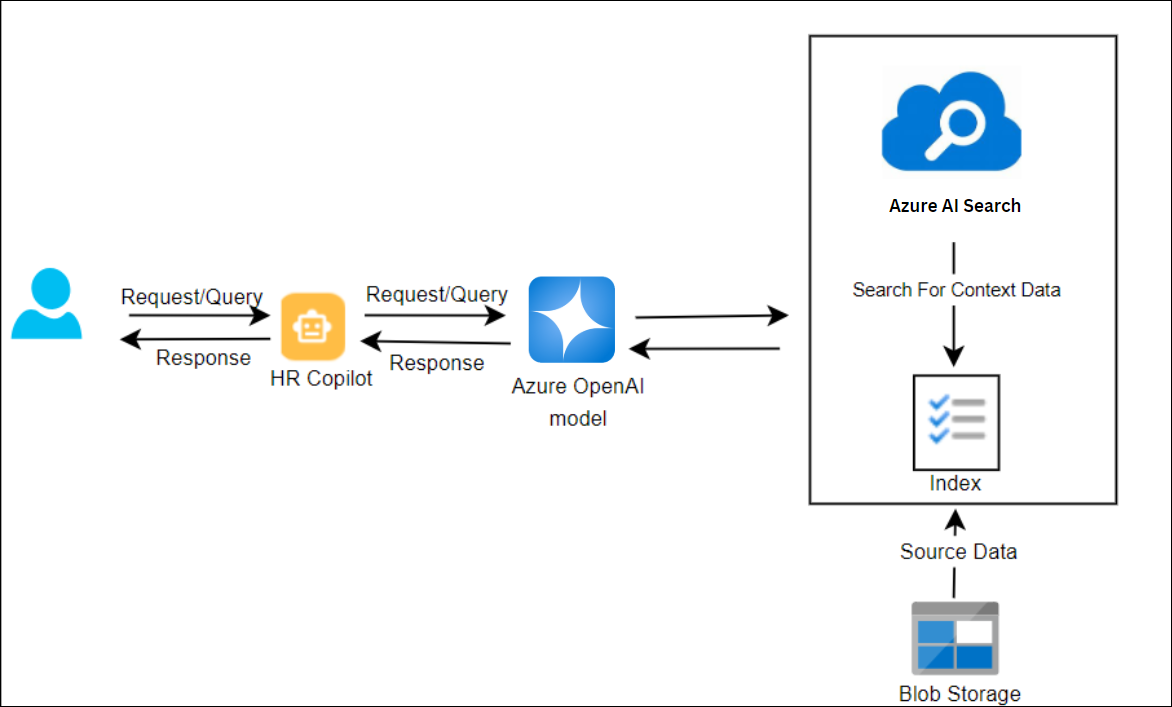 Azure AI Search
Search For Context Data
Request/Query
Response
HR Copilot
Request/Query
Response
Azure OpenAI
model
Index
Source Data
Blob Storage